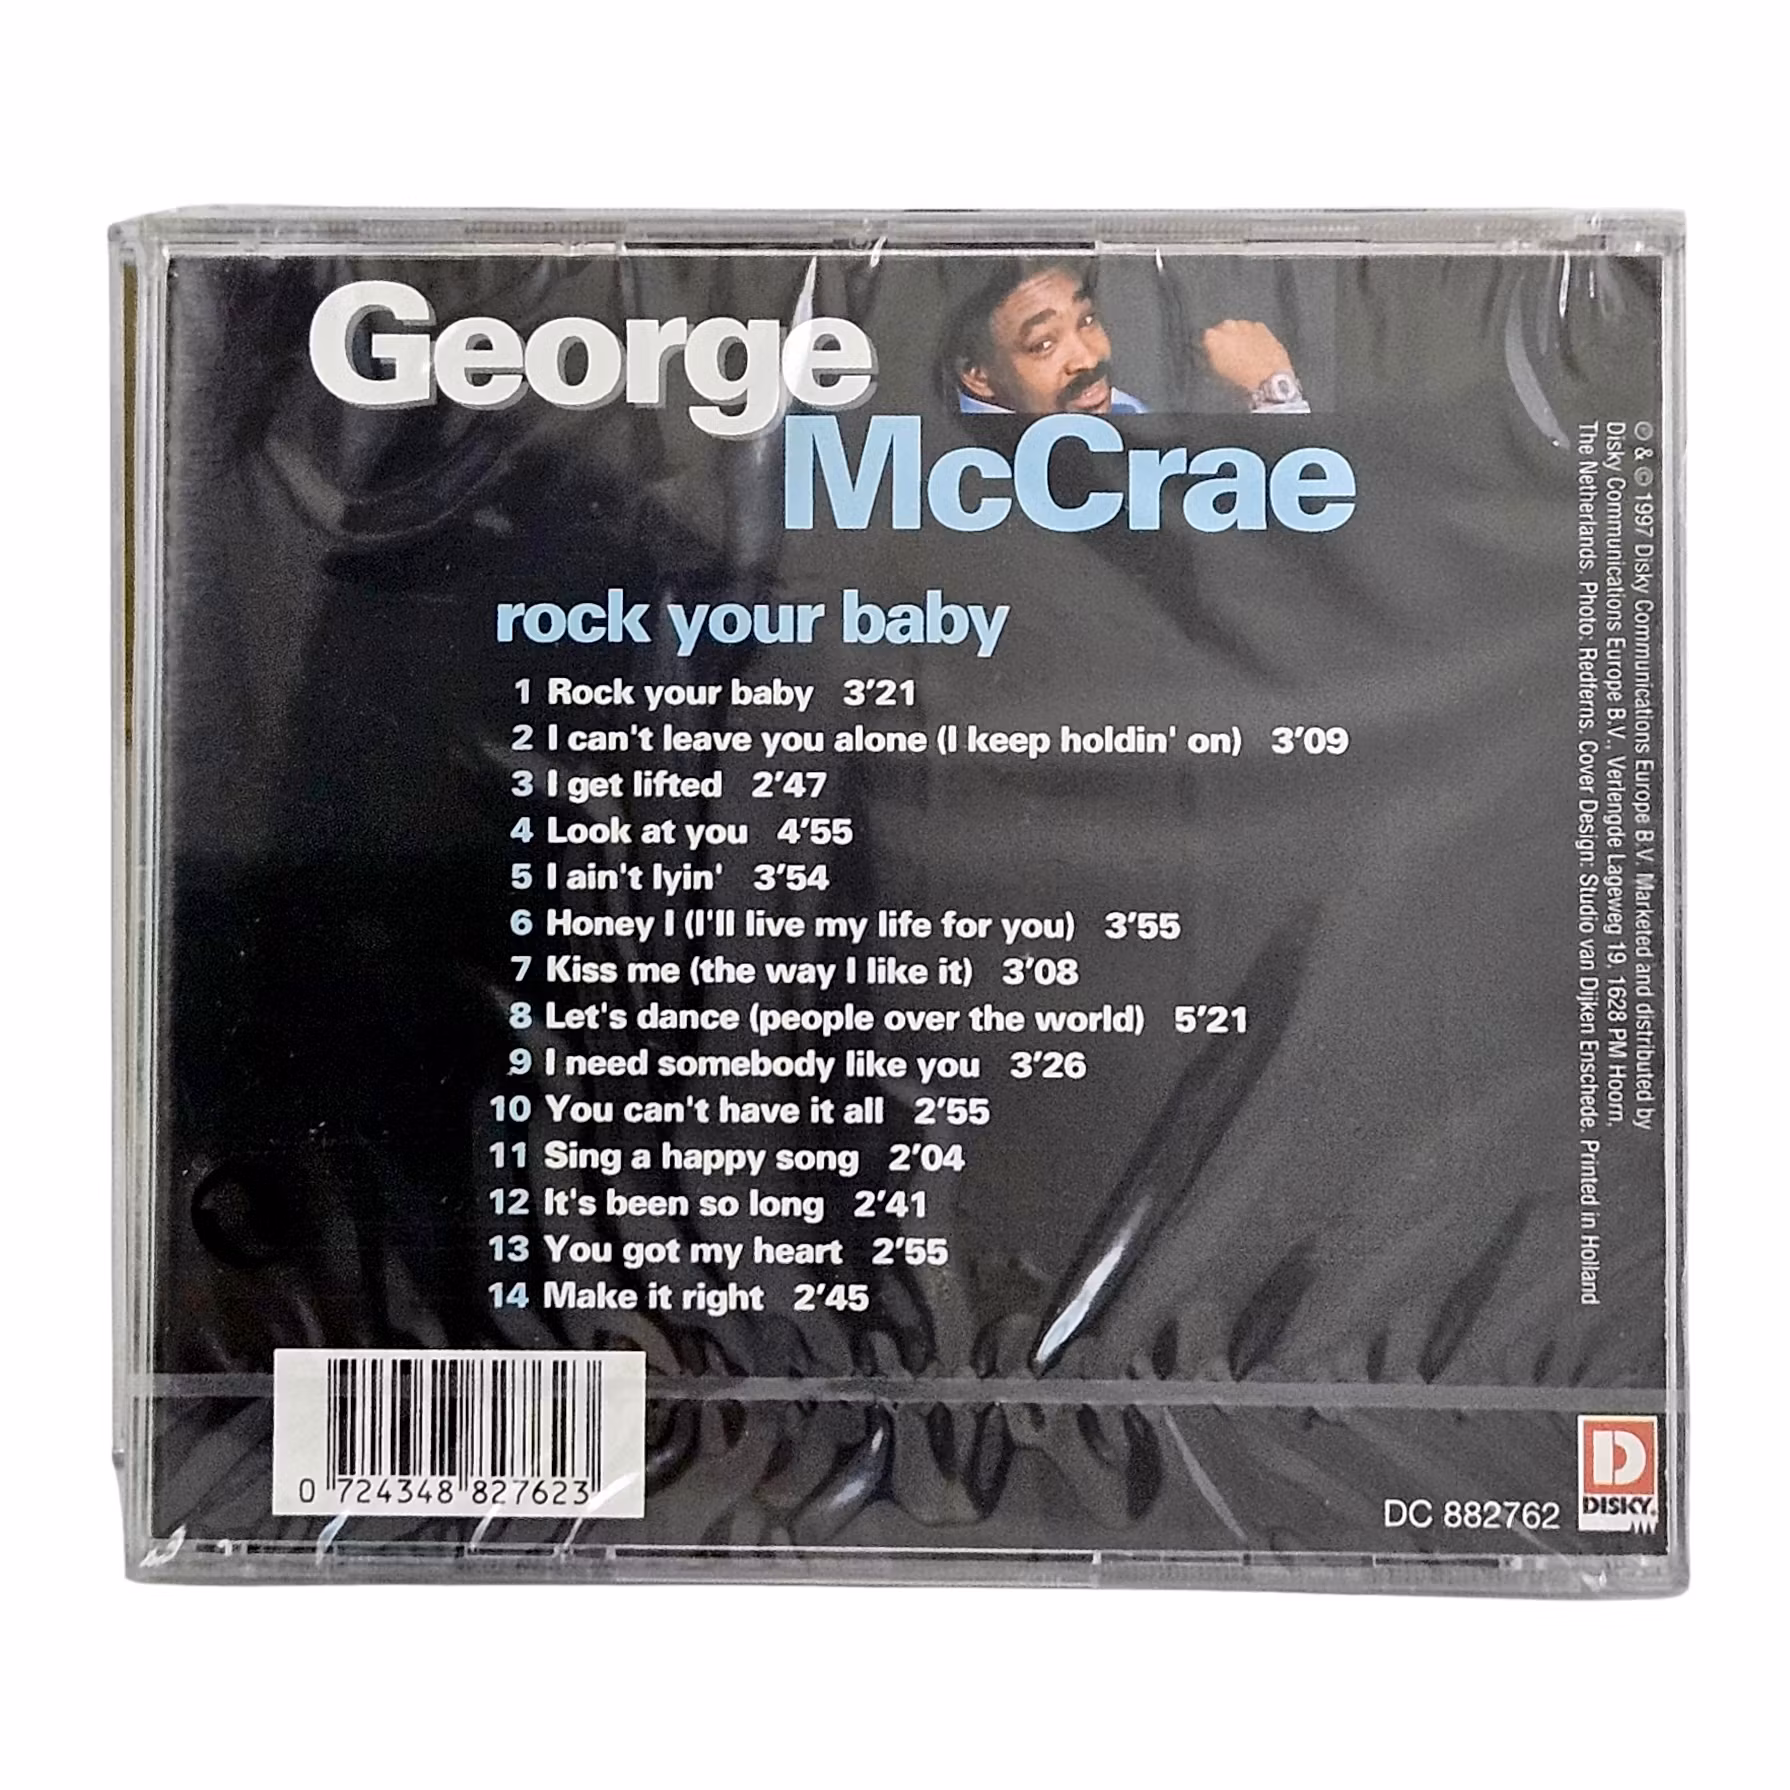 George
McCrae
rock your baby
1 Rock your baby 3'21
2 I can't leave you alone (I keep holdin' on) 3'09
3 I get lifted 2'47
4 Look at you 4'55
5 I ain't lyin' 3'54
6 Honey I (I'll live my life for you) 3'55
7 Kiss me (the way I like it) 3'08
8 Let's dance (people over the world) 5'21
9 I need somebody like you 3'26
10 You can't have it all 2'55
11 Sing a happy song 2'04
12 It's been so long 2'41
13 You got my heart 2'55
14 Make it right 2'45
℗ & © 1997 Disky Communications Europe B.V. Marketed and distributed by
Disky Communications Europe B.V., Verlengde Lageweg 19, 1628 PM Hoorn,
The Netherlands. Photo: Redferns. Cover Design: Studio van Dijken Enschede. Printed in Holland
0 724348 827623
DC 882762
D
DISKY.